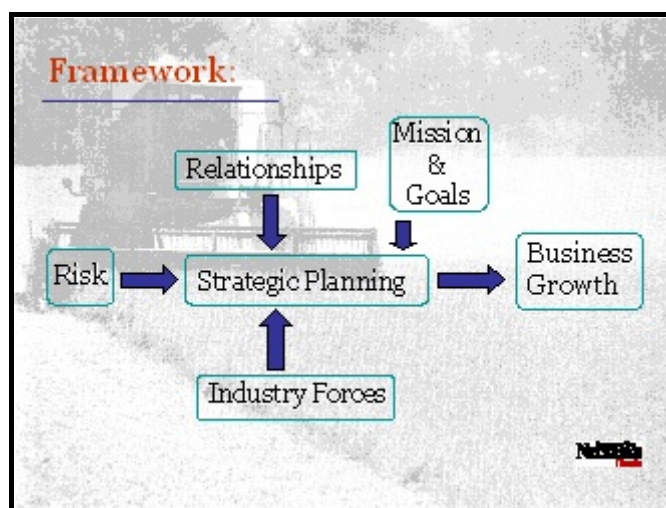 Framework:
Mission
&
Goals
Relationships
Business
Growth
Risk
Strategic Planning
Industry Forces